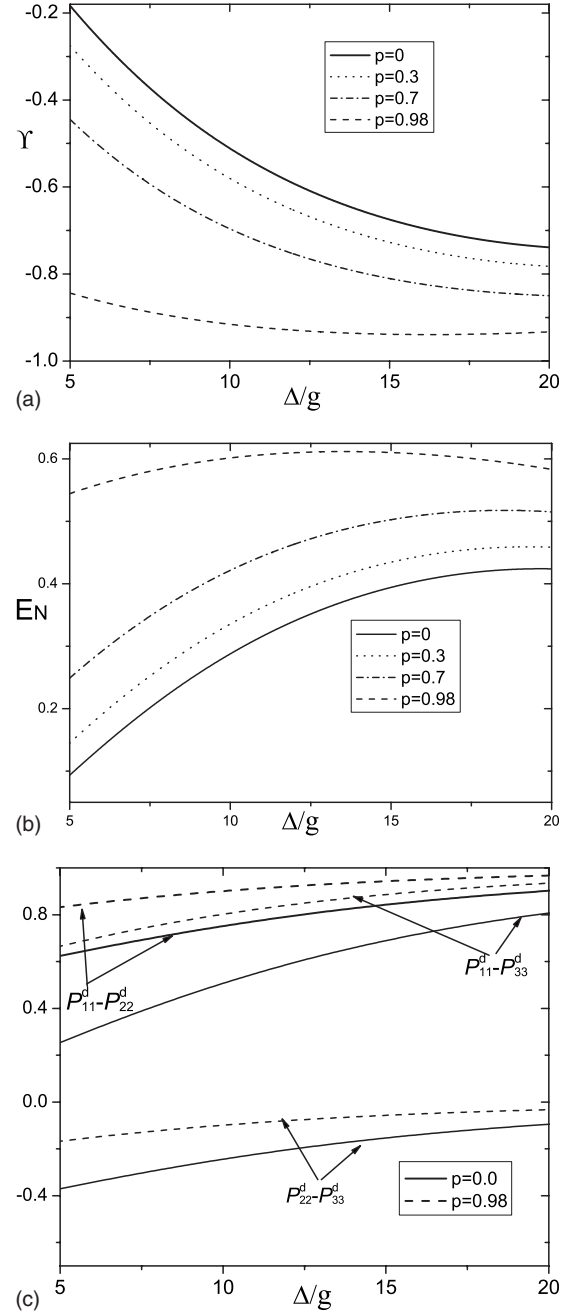 -0.2
-0.4
-0.6
-0.8
-1.0
ϒ
p=0
p=0.3
p=0.7
p=0.98
5 10 15 20
(a) Δ/g
0.6
0.4
0.2
EN
p=0
p=0.3
p=0.7
p=0.98
5 10 15 20
(b) Δ/g
0.8
0.4
0.0
-0.4
P^d_11-P^d_22
P^d_11-P^d_33
P^d_22-P^d_33
p=0.0
p=0.98
5 10 15 20
(c) Δ/g